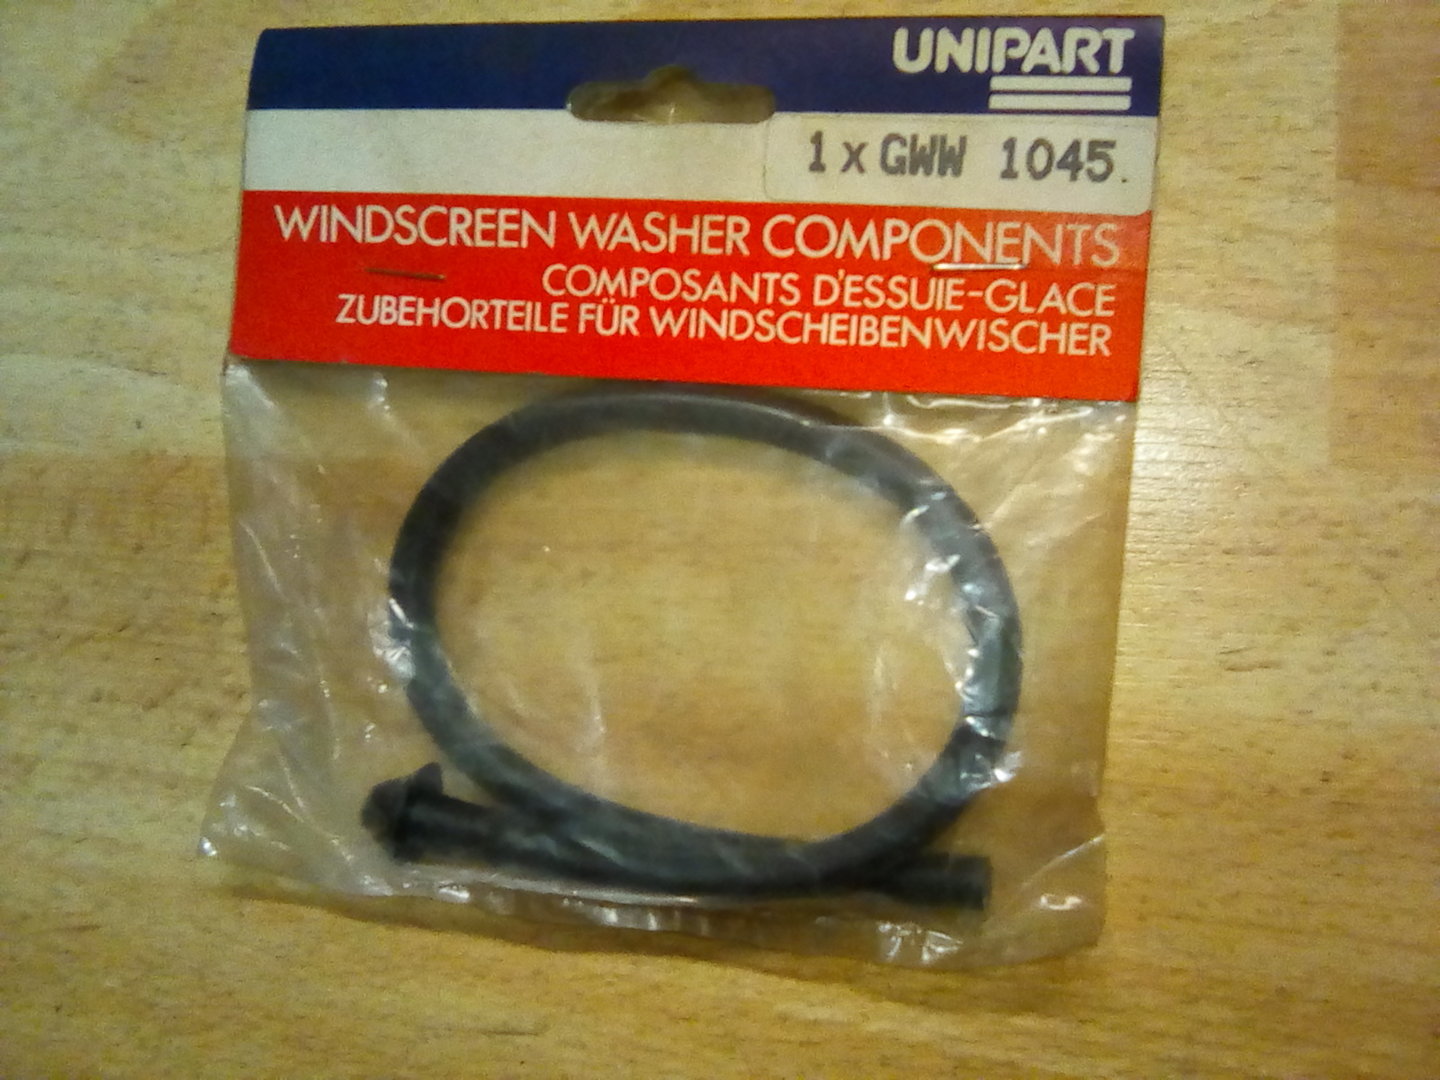 UNIPART
1 x GWW 1045.
WINDSCREEN WASHER COMPONENTS
COMPOSANTS D'ESSUIE-GLACE
ZUBEHORTEILE FÜR WINDSCHEIBENWISCHER